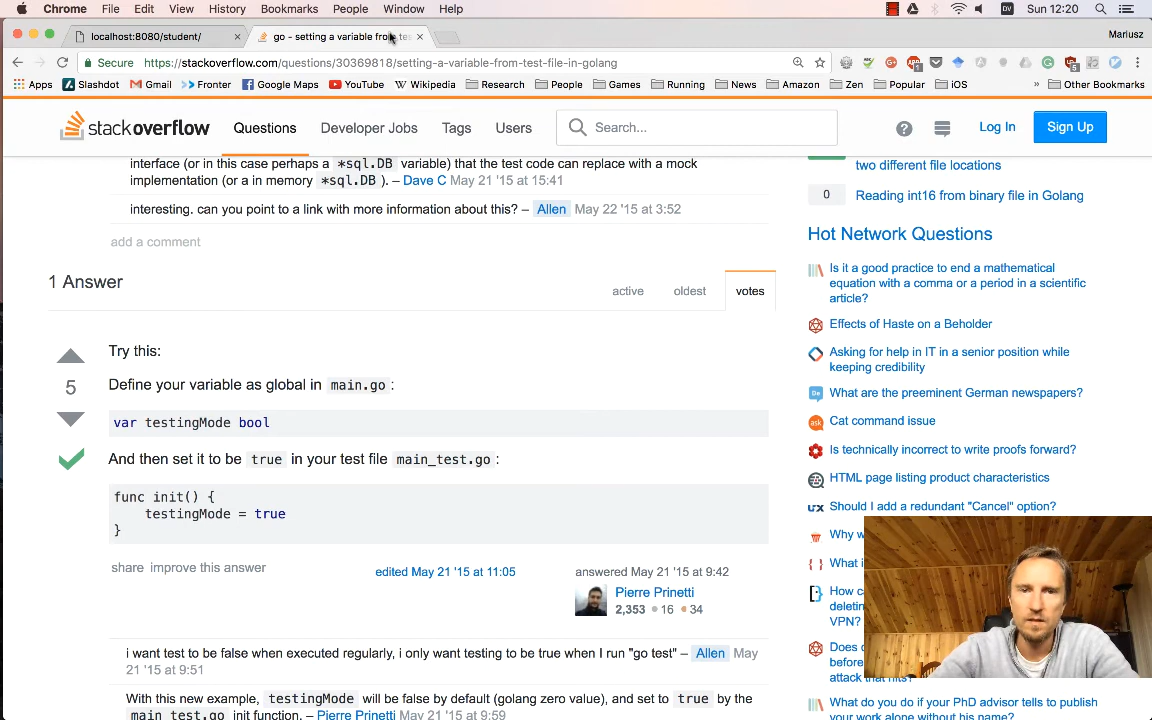 Chrome File Edit View History Bookmarks People Window Help DV Sun 12:20
localhost:8080/student/ go - setting a variable from tes Mariusz
Secure https://stackoverflow.com/questions/30369818/setting-a-variable-from-test-file-in-golang
Apps Slashdot Gmail Fronter Google Maps YouTube Wikipedia Research People Games Running News Amazon Zen Popular iOS » Other Bookmarks
stackoverflow Questions Developer Jobs Tags Users Search... Log In Sign Up
interface (or in this case perhaps a *sql.DB variable) that the test code can replace with a mock
implementation (or a in memory *sql.DB ). – Dave C May 21 '15 at 15:41
interesting. can you point to a link with more information about this? – Allen May 22 '15 at 3:52
add a comment
1 Answer
active oldest votes
Try this:
5
Define your variable as global in main.go :
var testingMode bool
And then set it to be true in your test file main_test.go :
func init() {
testingMode = true
}
share improve this answer
edited May 21 '15 at 11:05
answered May 21 '15 at 9:42
Pierre Prinetti
2,353 16 34
i want test to be false when executed regularly, i only want testing to be true when I run "go test" – Allen May
21 '15 at 9:51
With this new example, testingMode will be false by default (golang zero value), and set to true by the
main_test.go init function. – Pierre Prinetti May 21 '15 at 9:59
two different file locations
0 Reading int16 from binary file in Golang
Hot Network Questions
Is it a good practice to end a mathematical
equation with a comma or a period in a scientific
article?
Effects of Haste on a Beholder
Asking for help in IT in a senior position while
keeping credibility
What are the preeminent German newspapers?
Cat command issue
Is technically incorrect to write proofs forward?
HTML page listing product characteristics
Should I add a redundant "Cancel" option?
Why
What i
How c
deletin
VPN?
Does
before
attack that hits?
What do you do if your PhD advisor tells to publish
your work alone without his name?